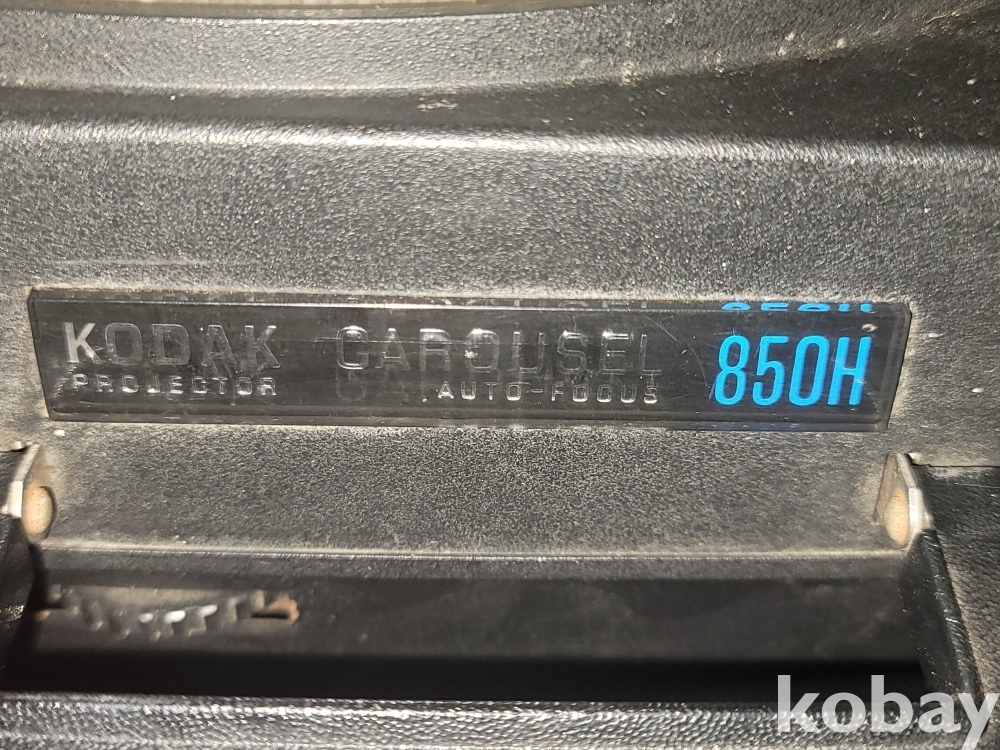 KODAK CAROUSEL 850H
PROJECTOR AUTO-FOCUS
kobay